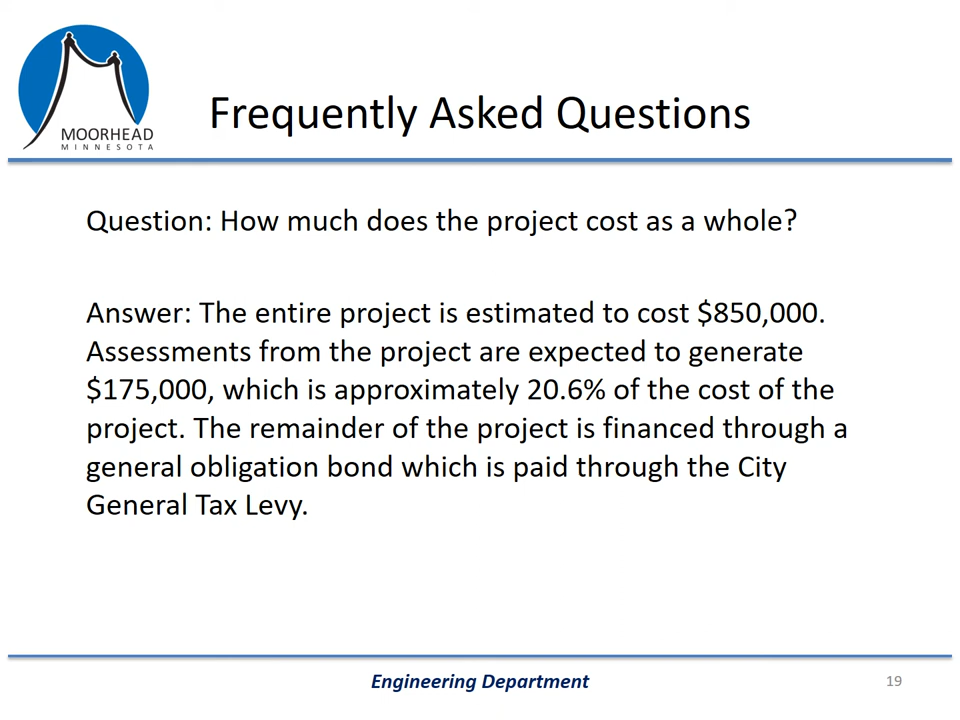 MOORHEAD
MINNESOTA
Frequently Asked Questions
Question: How much does the project cost as a whole?
Answer: The entire project is estimated to cost $850,000.
Assessments from the project are expected to generate
$175,000, which is approximately 20.6% of the cost of the
project. The remainder of the project is financed through a
general obligation bond which is paid through the City
General Tax Levy.
Engineering Department
19